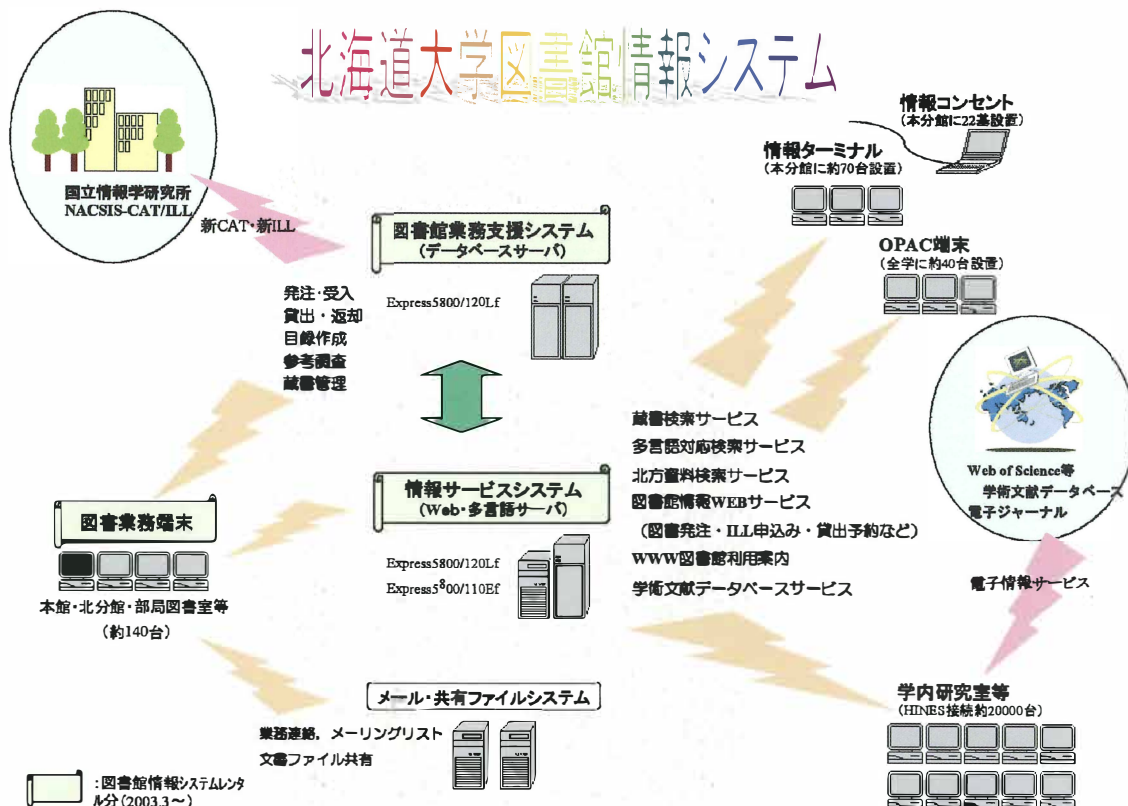 北海道大学図書館情報システム
国立情報学研究所
NACSIS-CAT/ILL
新CAT・新ILL
図書館業務支援システム
(データベースサーバ)
発注・受入
貸出・返却
目録作成
参考調査
蔵書管理
Express5800/120Lf
情報コンセント
(本分館に22基設置)
情報ターミナル
(本分館に約70台設置)
OPAC端末
(全学に約40台設置)
蔵書検索サービス
多言語対応検索サービス
北方資料検索サービス
図書館情報WEBサービス
(図書発注・ILL申込み・貸出予約など)
WWW図書館利用案内
学術文献データベースサービス
Web of Science等
学術文献データベース
電子ジャーナル
電子情報サービス
情報サービスシステム
(Web・多言語サーバ)
Express5800/120Lf
Express5800/110Ef
図書業務端末
本館・北分館・部局図書室等
(約140台)
メール・共有ファイルシステム
業務連絡,メーリングリスト
文書ファイル共有
学内研究室等
(HINES接続約20000台)
:図書館情報システムレンタ
ル分(2003.3~)